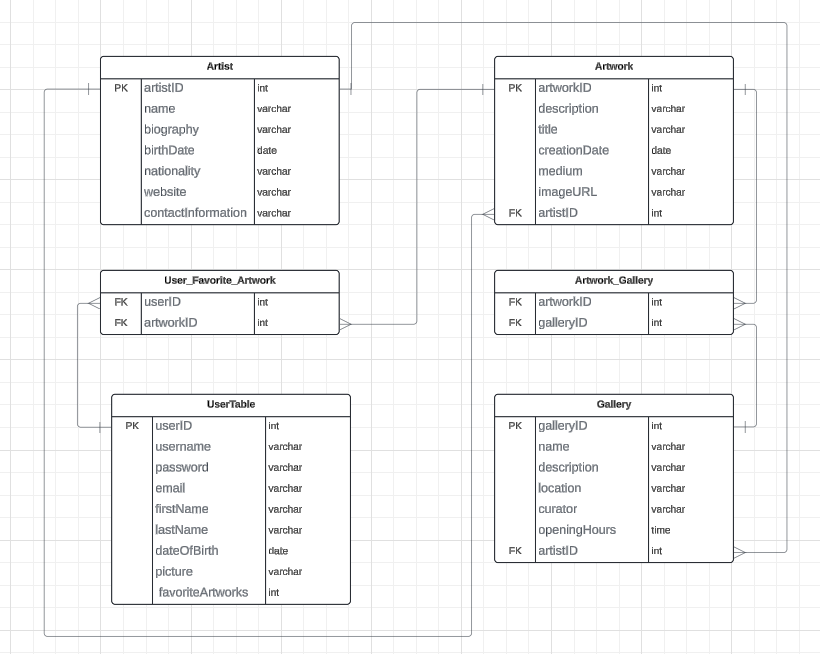 Artist
PK artistID int
name varchar
biography varchar
birthDate date
nationality varchar
website varchar
contactInformation varchar
Artwork
PK artworkID int
description varchar
title varchar
creationDate date
medium varchar
imageURL varchar
FK artistID int
User_Favorite_Artwork
FK userID int
FK artworkID int
Artwork_Gallery
FK artworkID int
FK galleryID int
UserTable
PK userID int
username varchar
password varchar
email varchar
firstName varchar
lastName varchar
dateOfBirth date
picture varchar
favoriteArtworks int
Gallery
PK galleryID int
name varchar
description varchar
location varchar
curator varchar
openingHours time
FK artistID int